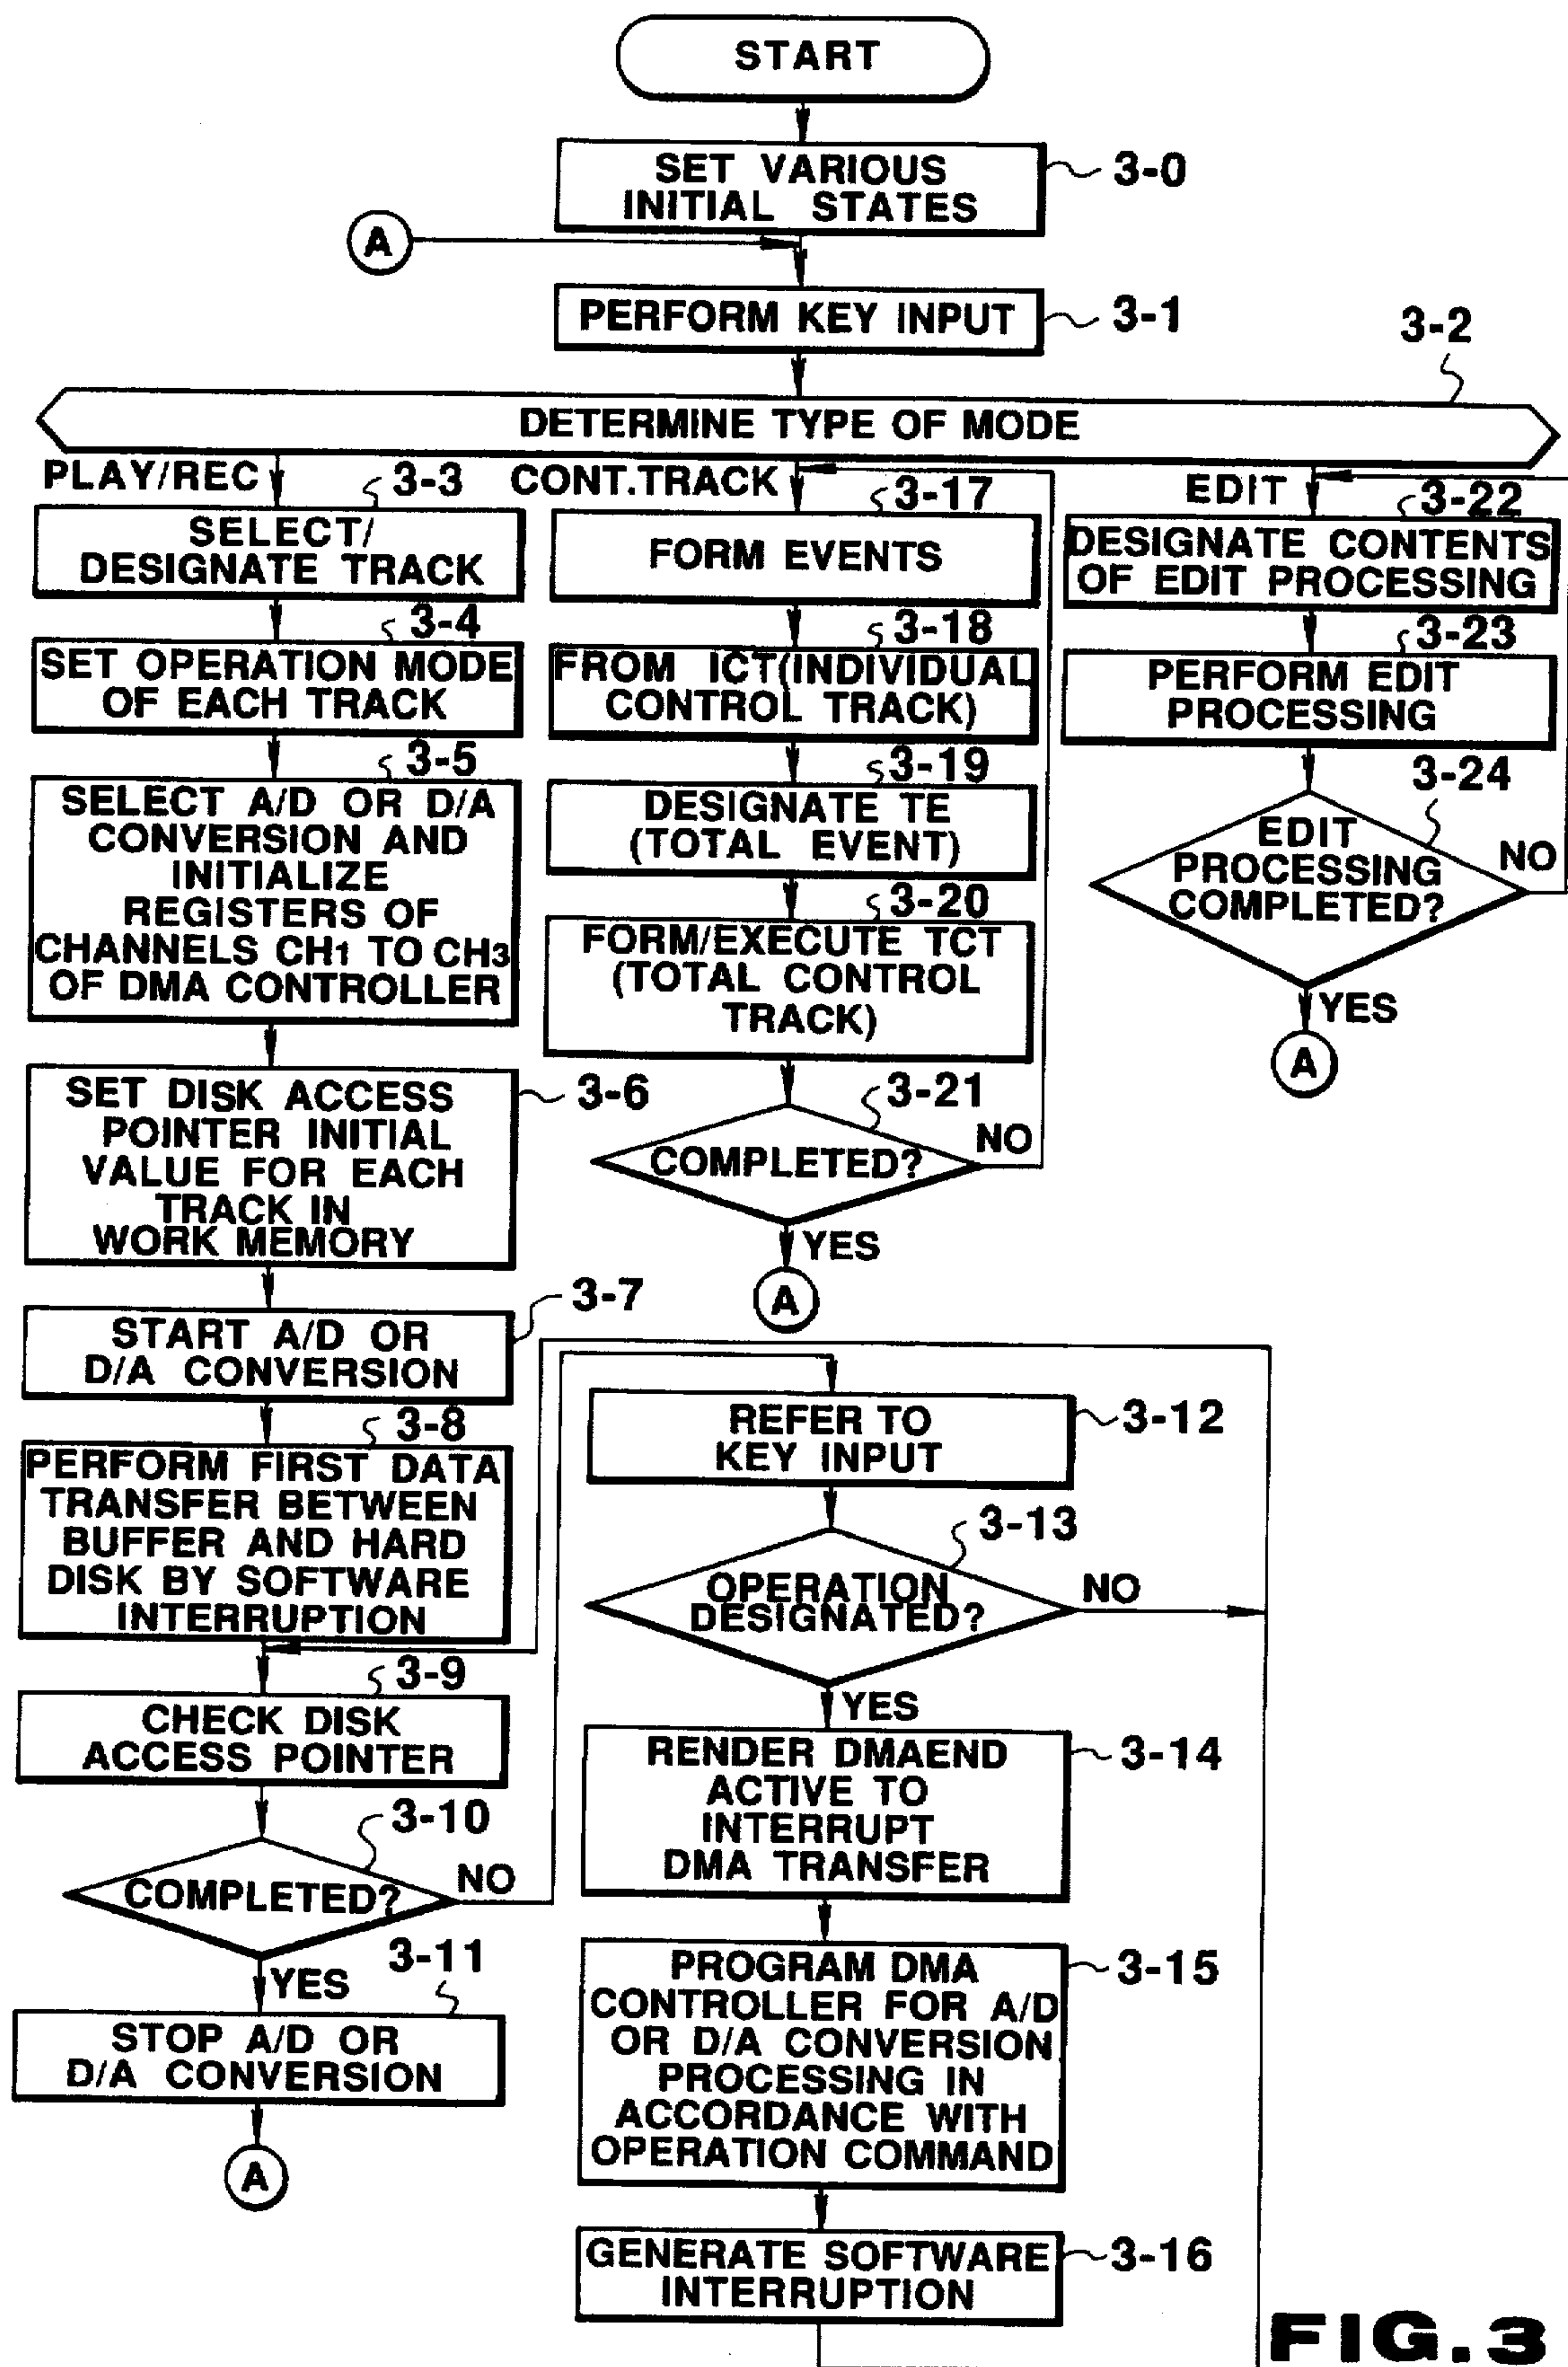 START
SET VARIOUS
INITIAL STATES
3-0
A
PERFORM KEY INPUT
3-1
3-2
DETERMINE TYPE OF MODE
PLAY/REC
3-3
SELECT/
DESIGNATE TRACK
3-4
SET OPERATION MODE
OF EACH TRACK
3-5
SELECT A/D OR D/A
CONVERSION AND
INITIALIZE
REGISTERS OF
CHANNELS CH1 TO CH3
OF DMA CONTROLLER
SET DISK ACCESS
POINTER INITIAL
VALUE FOR EACH
TRACK IN
WORK MEMORY
3-6
START A/D OR
D/A CONVERSION
3-7
3-8
PERFORM FIRST DATA
TRANSFER BETWEEN
BUFFER AND HARD
DISK BY SOFTWARE
INTERRUPTION
3-9
CHECK DISK
ACCESS POINTER
3-10
COMPLETED?
NO
YES
3-11
STOP A/D OR
D/A CONVERSION
A
REFER TO
KEY INPUT
3-12
3-13
OPERATION
DESIGNATED?
NO
YES
RENDER DMAEND
ACTIVE TO
INTERRUPT
DMA TRANSFER
3-14
PROGRAM DMA
CONTROLLER FOR A/D
OR D/A CONVERSION
PROCESSING IN
ACCORDANCE WITH
OPERATION COMMAND
3-15
GENERATE SOFTWARE
INTERRUPTION
3-16
CONT.TRACK
3-17
FORM EVENTS
3-18
FROM ICT(INDIVIDUAL
CONTROL TRACK)
3-19
DESIGNATE TE
(TOTAL EVENT)
3-20
FORM/EXECUTE TCT
(TOTAL CONTROL
TRACK)
3-21
COMPLETED?
NO
YES
A
EDIT
3-22
DESIGNATE CONTENTS
OF EDIT PROCESSING
3-23
PERFORM EDIT
PROCESSING
3-24
EDIT
PROCESSING
COMPLETED?
NO
YES
A
FIG.3